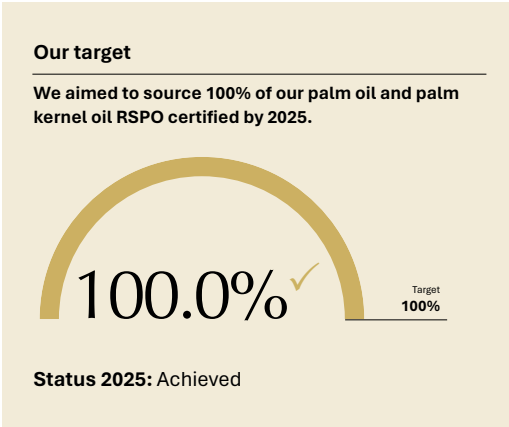 Our target
We aimed to source 100% of our palm oil and palm
kernel oil RSPO certified by 2025.
100.0%
Target
100%
Status 2025: Achieved